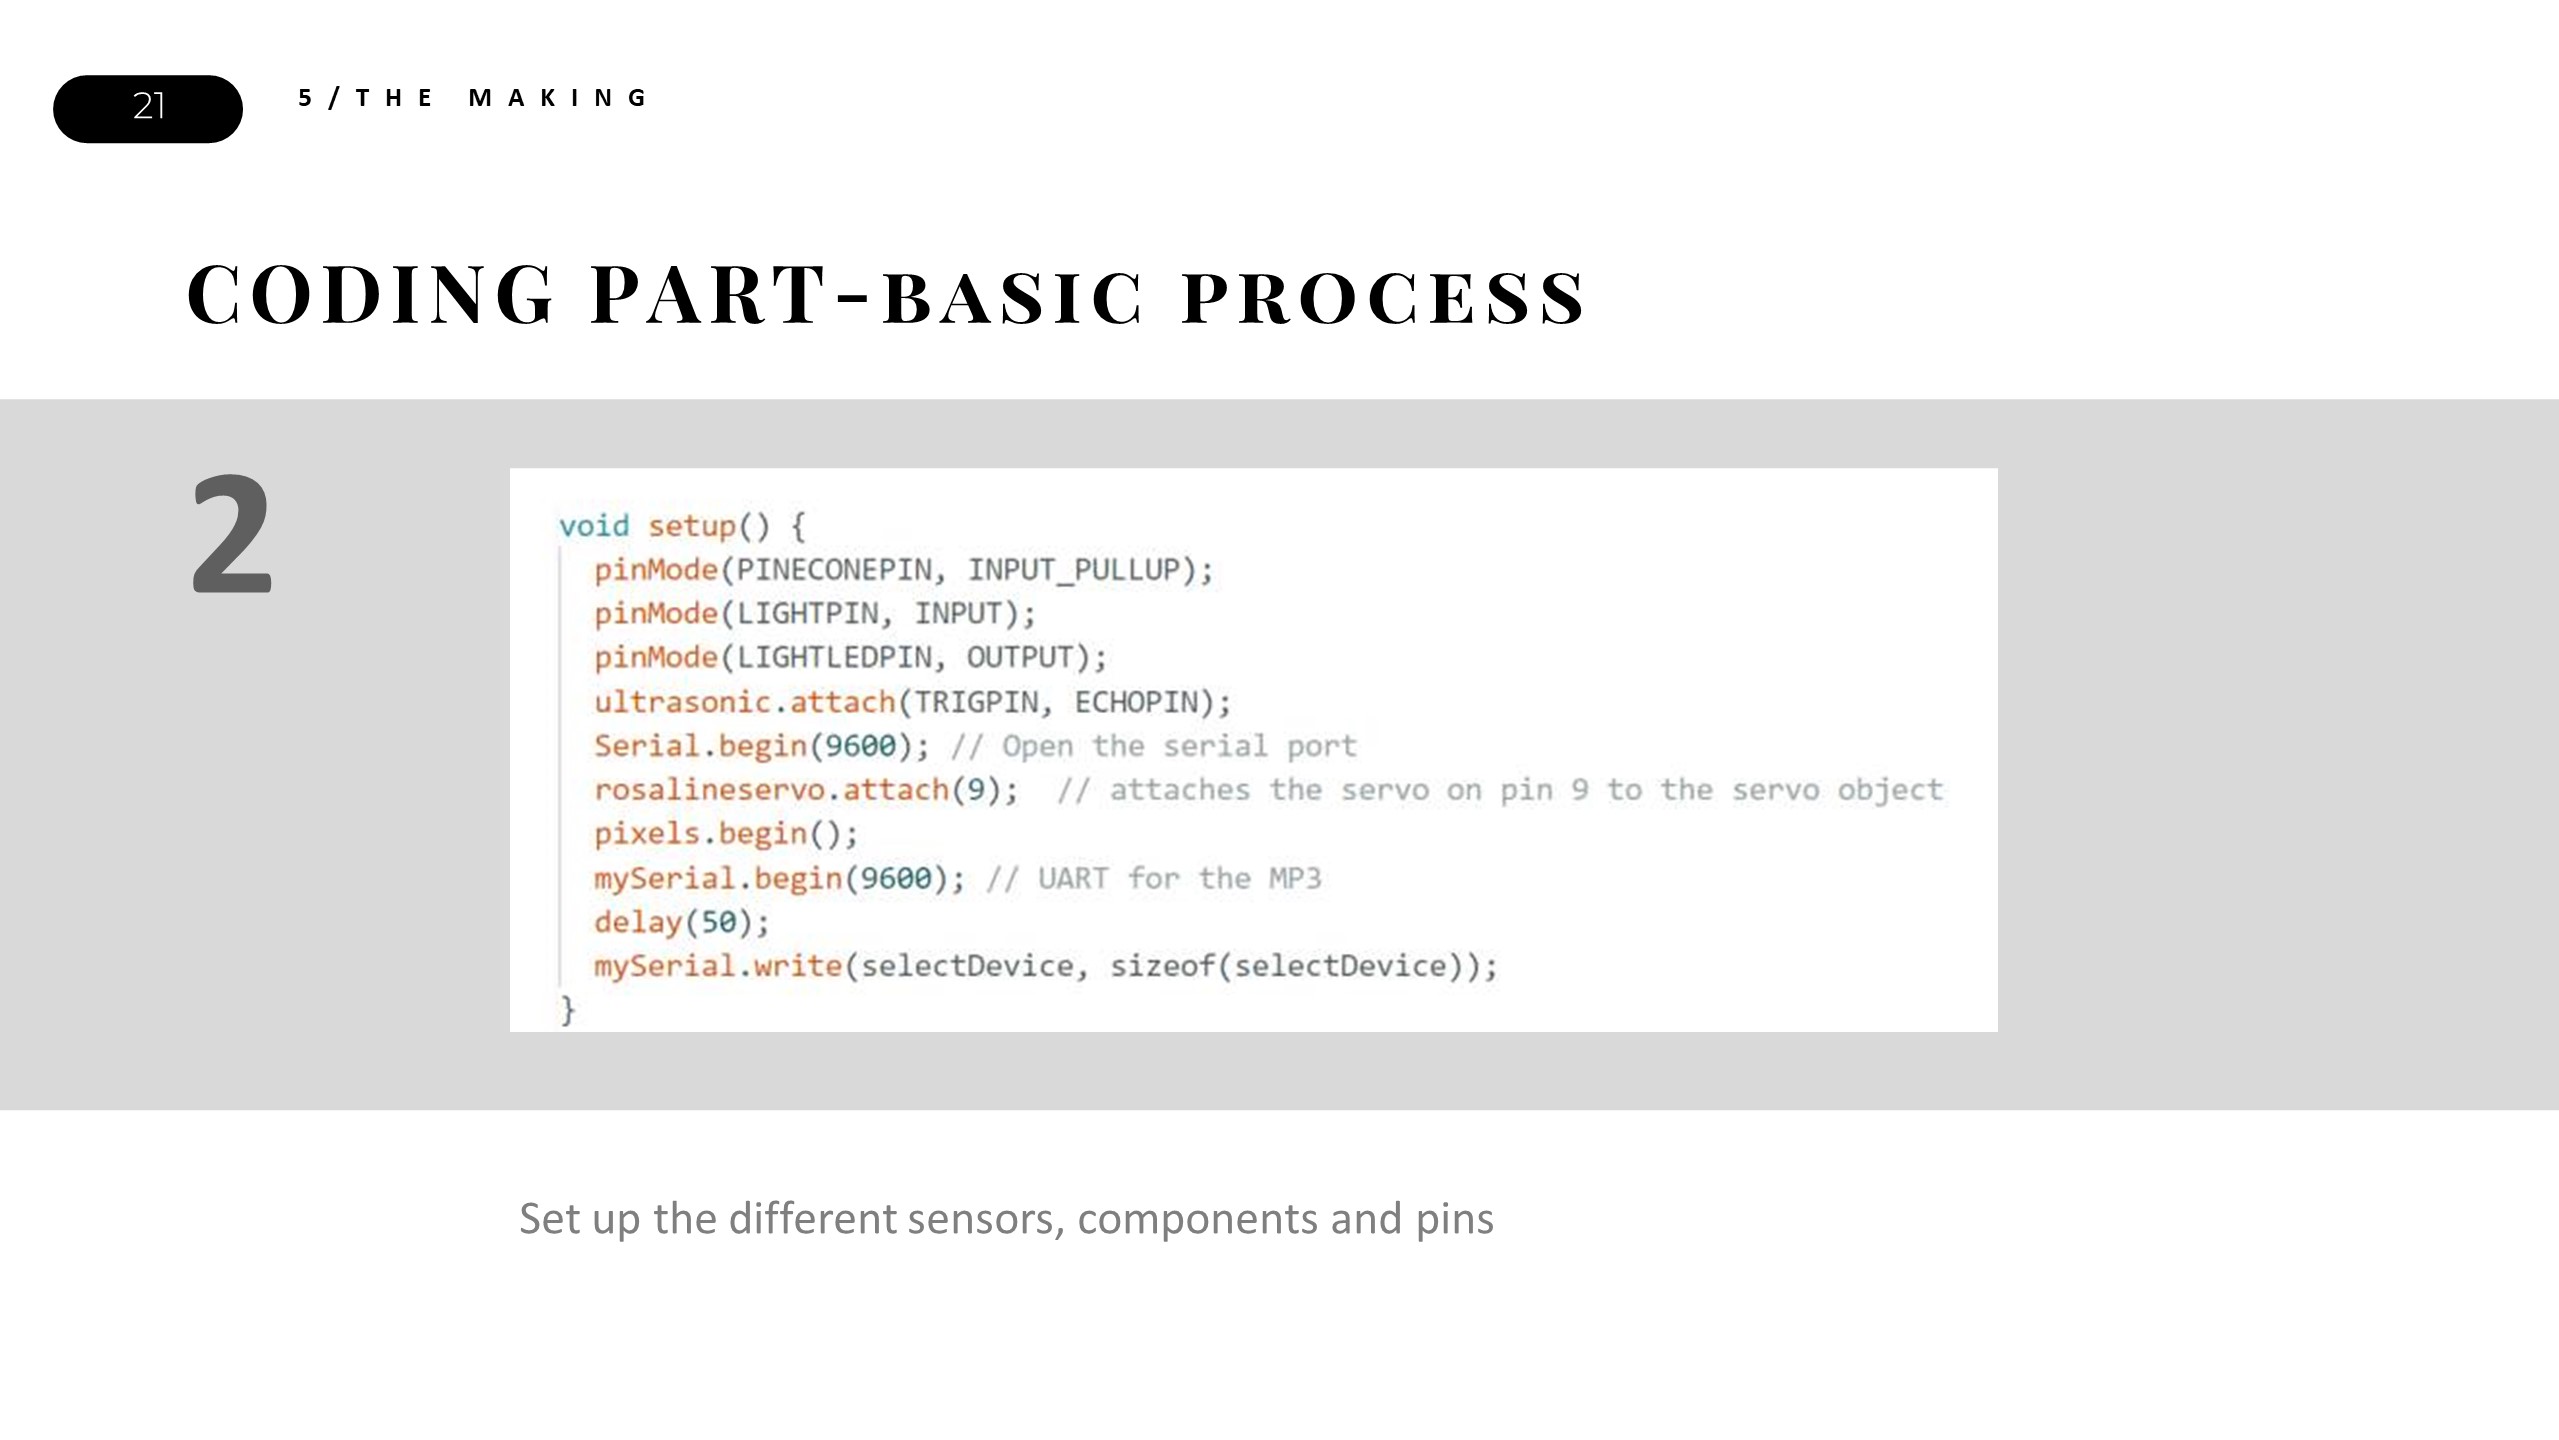 21
5/THE MAKING
CODING PART-BASIC PROCESS
2
void setup() {
pinMode(PINECONEPIN, INPUT_PULLUP);
pinMode(LIGHTPIN, INPUT);
pinMode(LIGHTLEDPIN, OUTPUT);
ultrasonic.attach(TRIGPIN, ECHOPIN);
Serial.begin(9600); // Open the serial port
rosalineservo.attach(9);  // attaches the servo on pin 9 to the servo object
pixels.begin();
mySerial.begin(9600); // UART for the MP3
delay(50);
mySerial.write(selectDevice, sizeof(selectDevice));
}
Set up the different sensors, components and pins